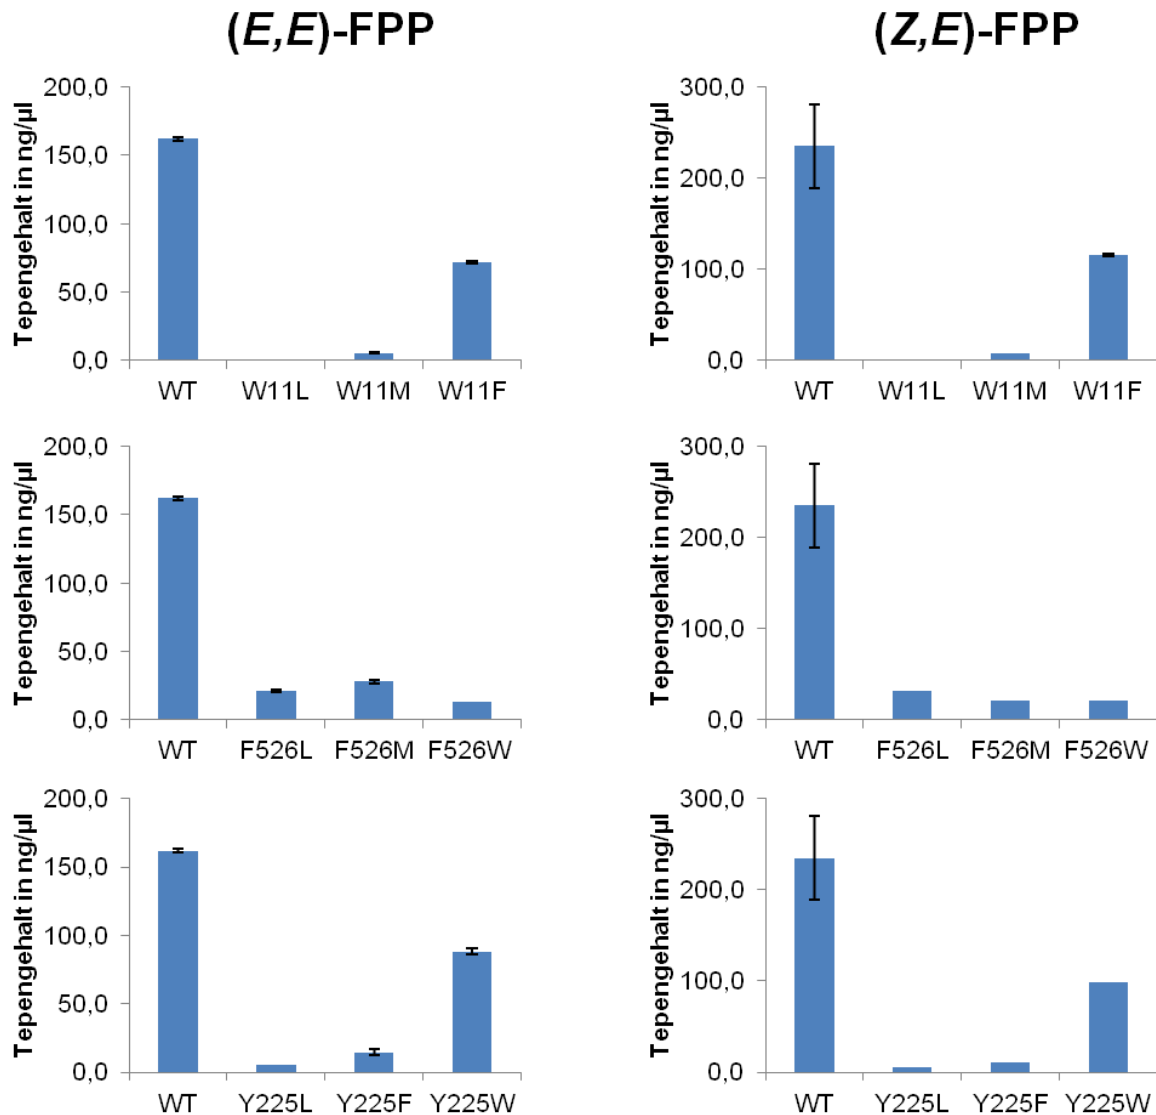 (E,E)-FPP
(Z,E)-FPP
Tepengehalt in ng/µl
200,0
150,0
100,0
50,0
0,0
WT W11L W11M W11F
Tepengehalt in ng/µl
300,0
200,0
100,0
0,0
WT W11L W11M W11F
Tepengehalt in ng/µl
200,0
150,0
100,0
50,0
0,0
WT F526L F526M F526W
Tepengehalt in ng/µl
300,0
200,0
100,0
0,0
WT F526L F526M F526W
Tepengehalt in ng/µl
200,0
150,0
100,0
50,0
0,0
WT Y225L Y225F Y225W
Tepengehalt in ng/µl
300,0
200,0
100,0
0,0
WT Y225L Y225F Y225W